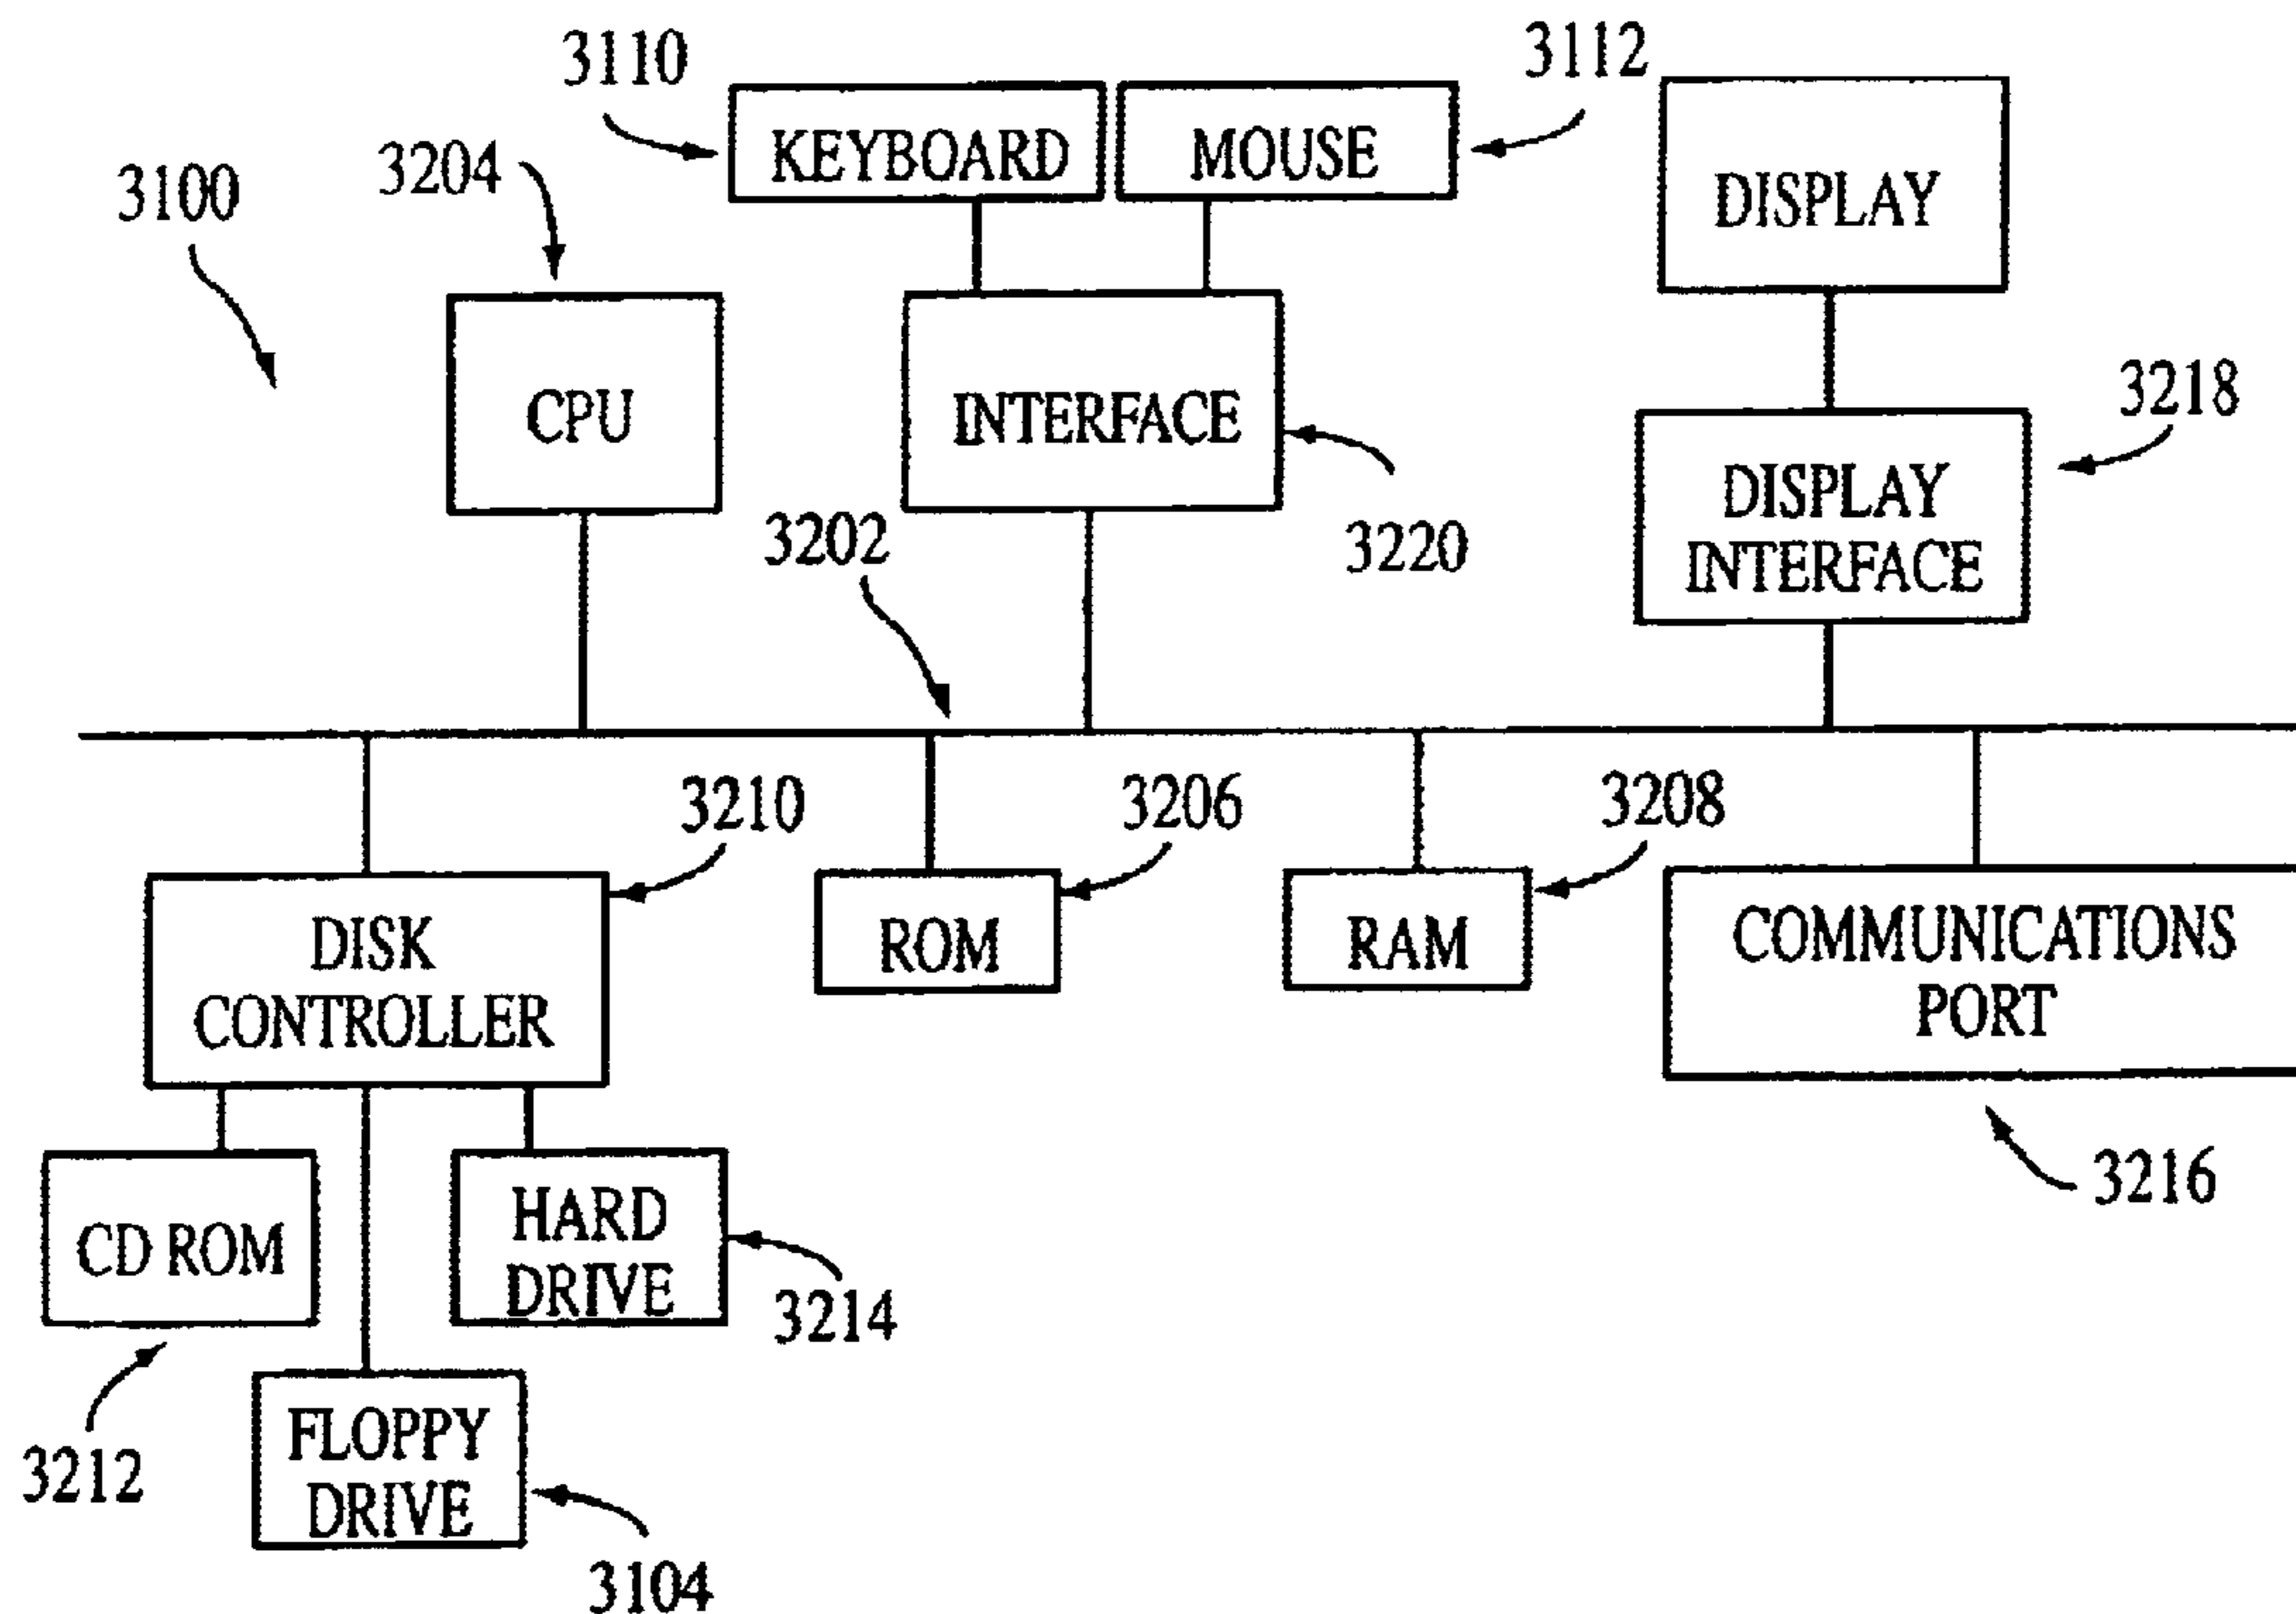 3110
3112
KEYBOARD
MOUSE
3204
3100
DISPLAY
CPU
INTERFACE
3218
DISPLAY
INTERFACE
3202
3220
3210
3206
3208
DISK
CONTROLLER
ROM
RAM
COMMUNICATIONS
PORT
3216
CD ROM
HARD
DRIVE
3214
3212
FLOPPY
DRIVE
3104